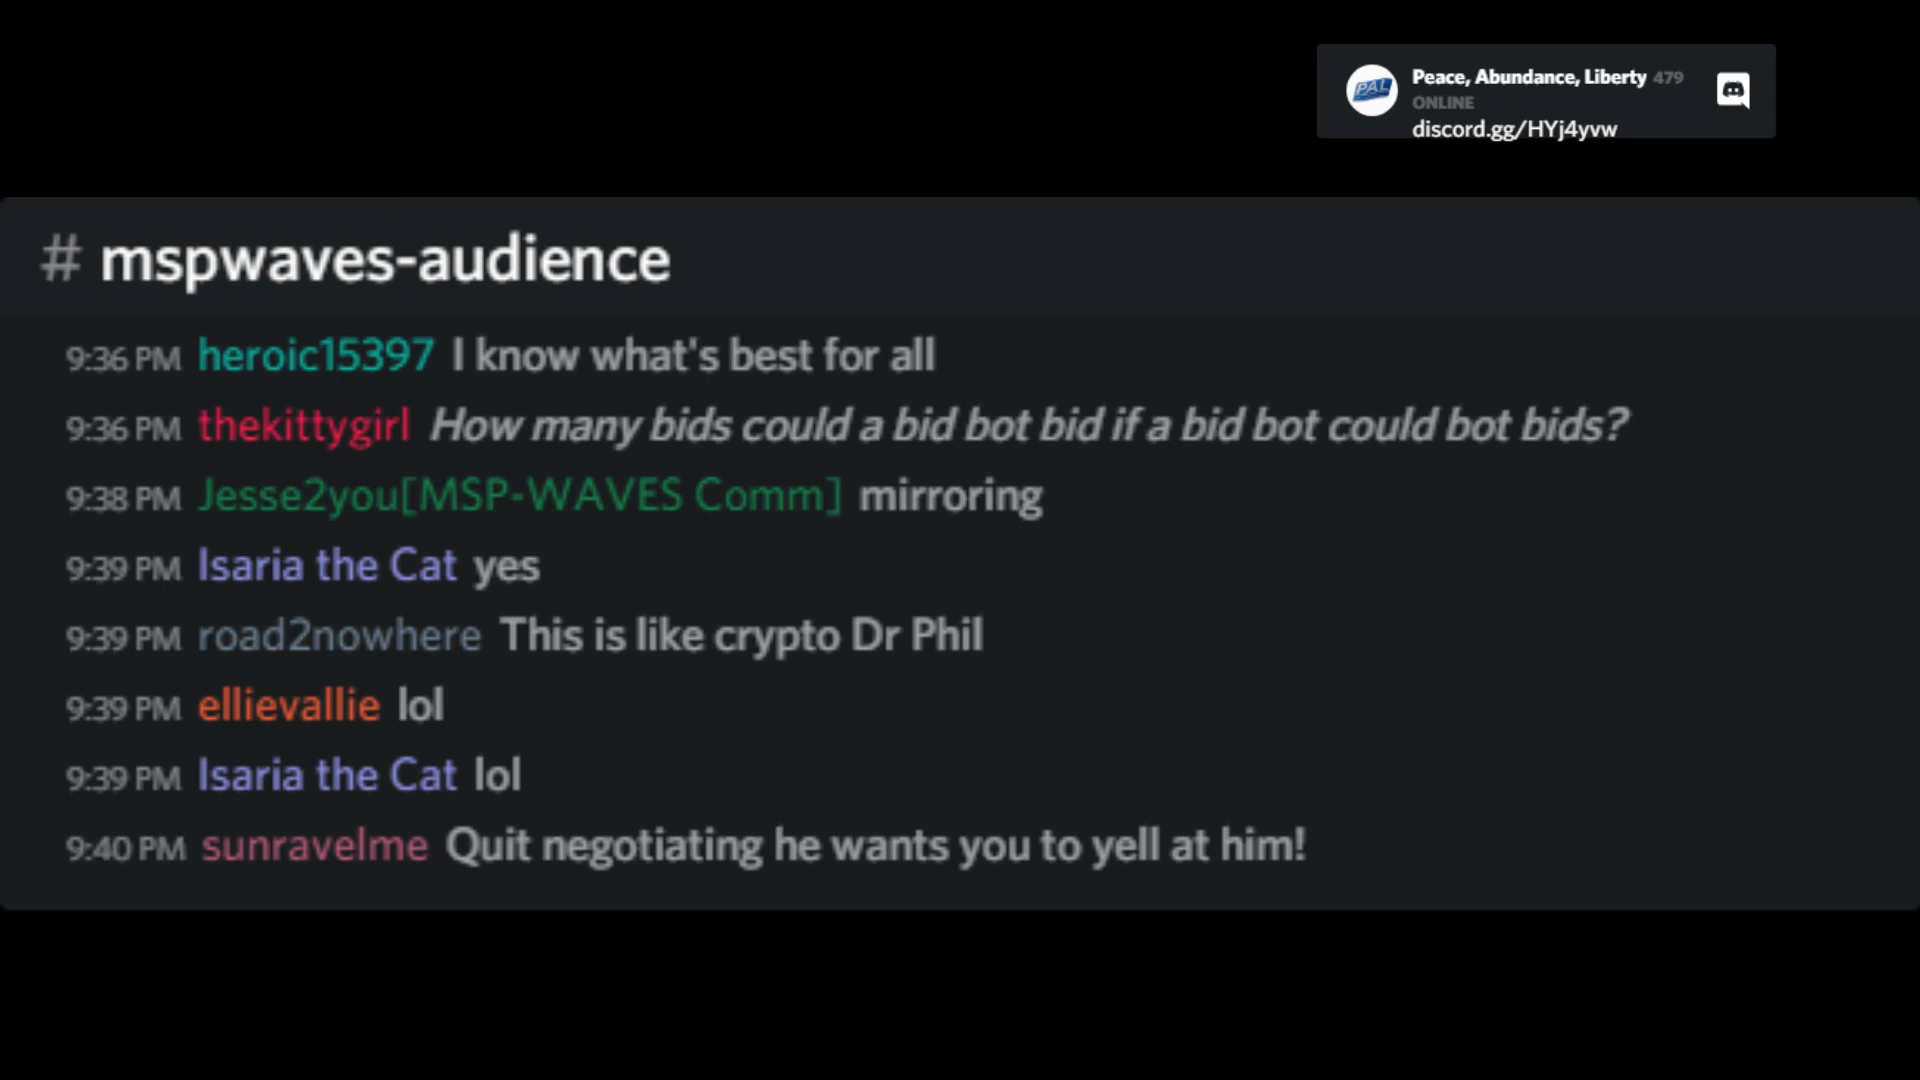 PAL
Peace, Abundance, Liberty 479
ONLINE
discord.gg/HYj4yvw
# mspwaves-audience
9:36 PM heroic15397 I know what's best for all
9:36 PM thekittygirl How many bids could a bid bot bid if a bid bot could bot bids?
9:38 PM Jesse2you[MSP-WAVES Comm] mirroring
9:39 PM Isaria the Cat yes
9:39 PM road2nowhere This is like crypto Dr Phil
9:39 PM ellievallie lol
9:39 PM Isaria the Cat lol
9:40 PM sunravelme Quit negotiating he wants you to yell at him!